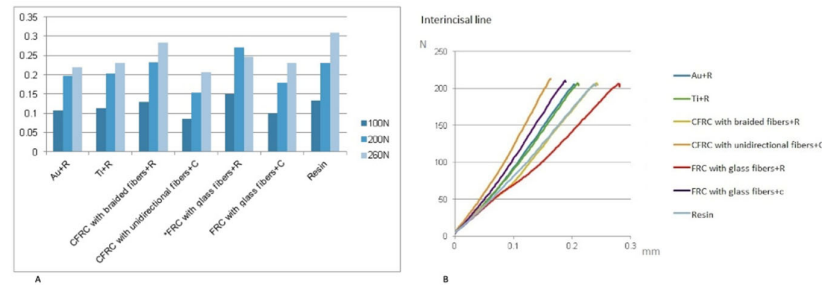 0.35
0.3
0.25
0.2
0.15
0.1
0.05
0
Au+R
Ti+R
CFRC with braided fibers+R
CFRC with unidirectional fibers+C
*FRC with glass fibers+R
FRC with glass fibers+C
Resin
100N
200N
260N
A
Interincisal line
N
250
200
150
100
50
0
0
0.1
0.2
0.3
mm
Au+R
Ti+R
CFRC with braided fibers+R
CFRC with unidirectional fibers+C
FRC with glass fibers+R
FRC with glass fibers+c
Resin
B